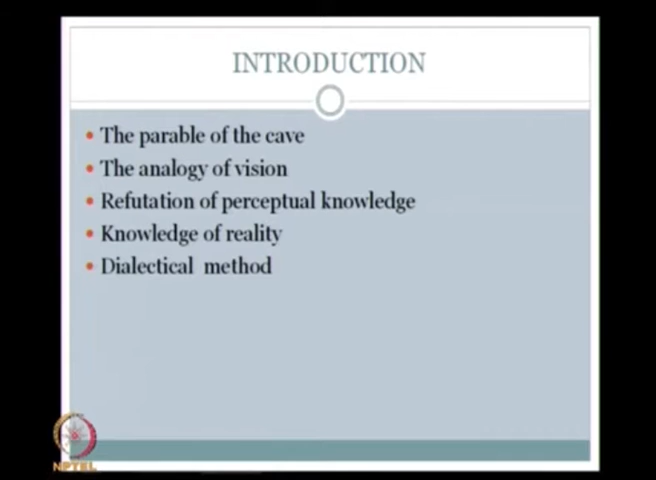 INTRODUCTION
The parable of the cave
The analogy of vision
Refutation of perceptual knowledge
Knowledge of reality
Dialectical method
NPTEL